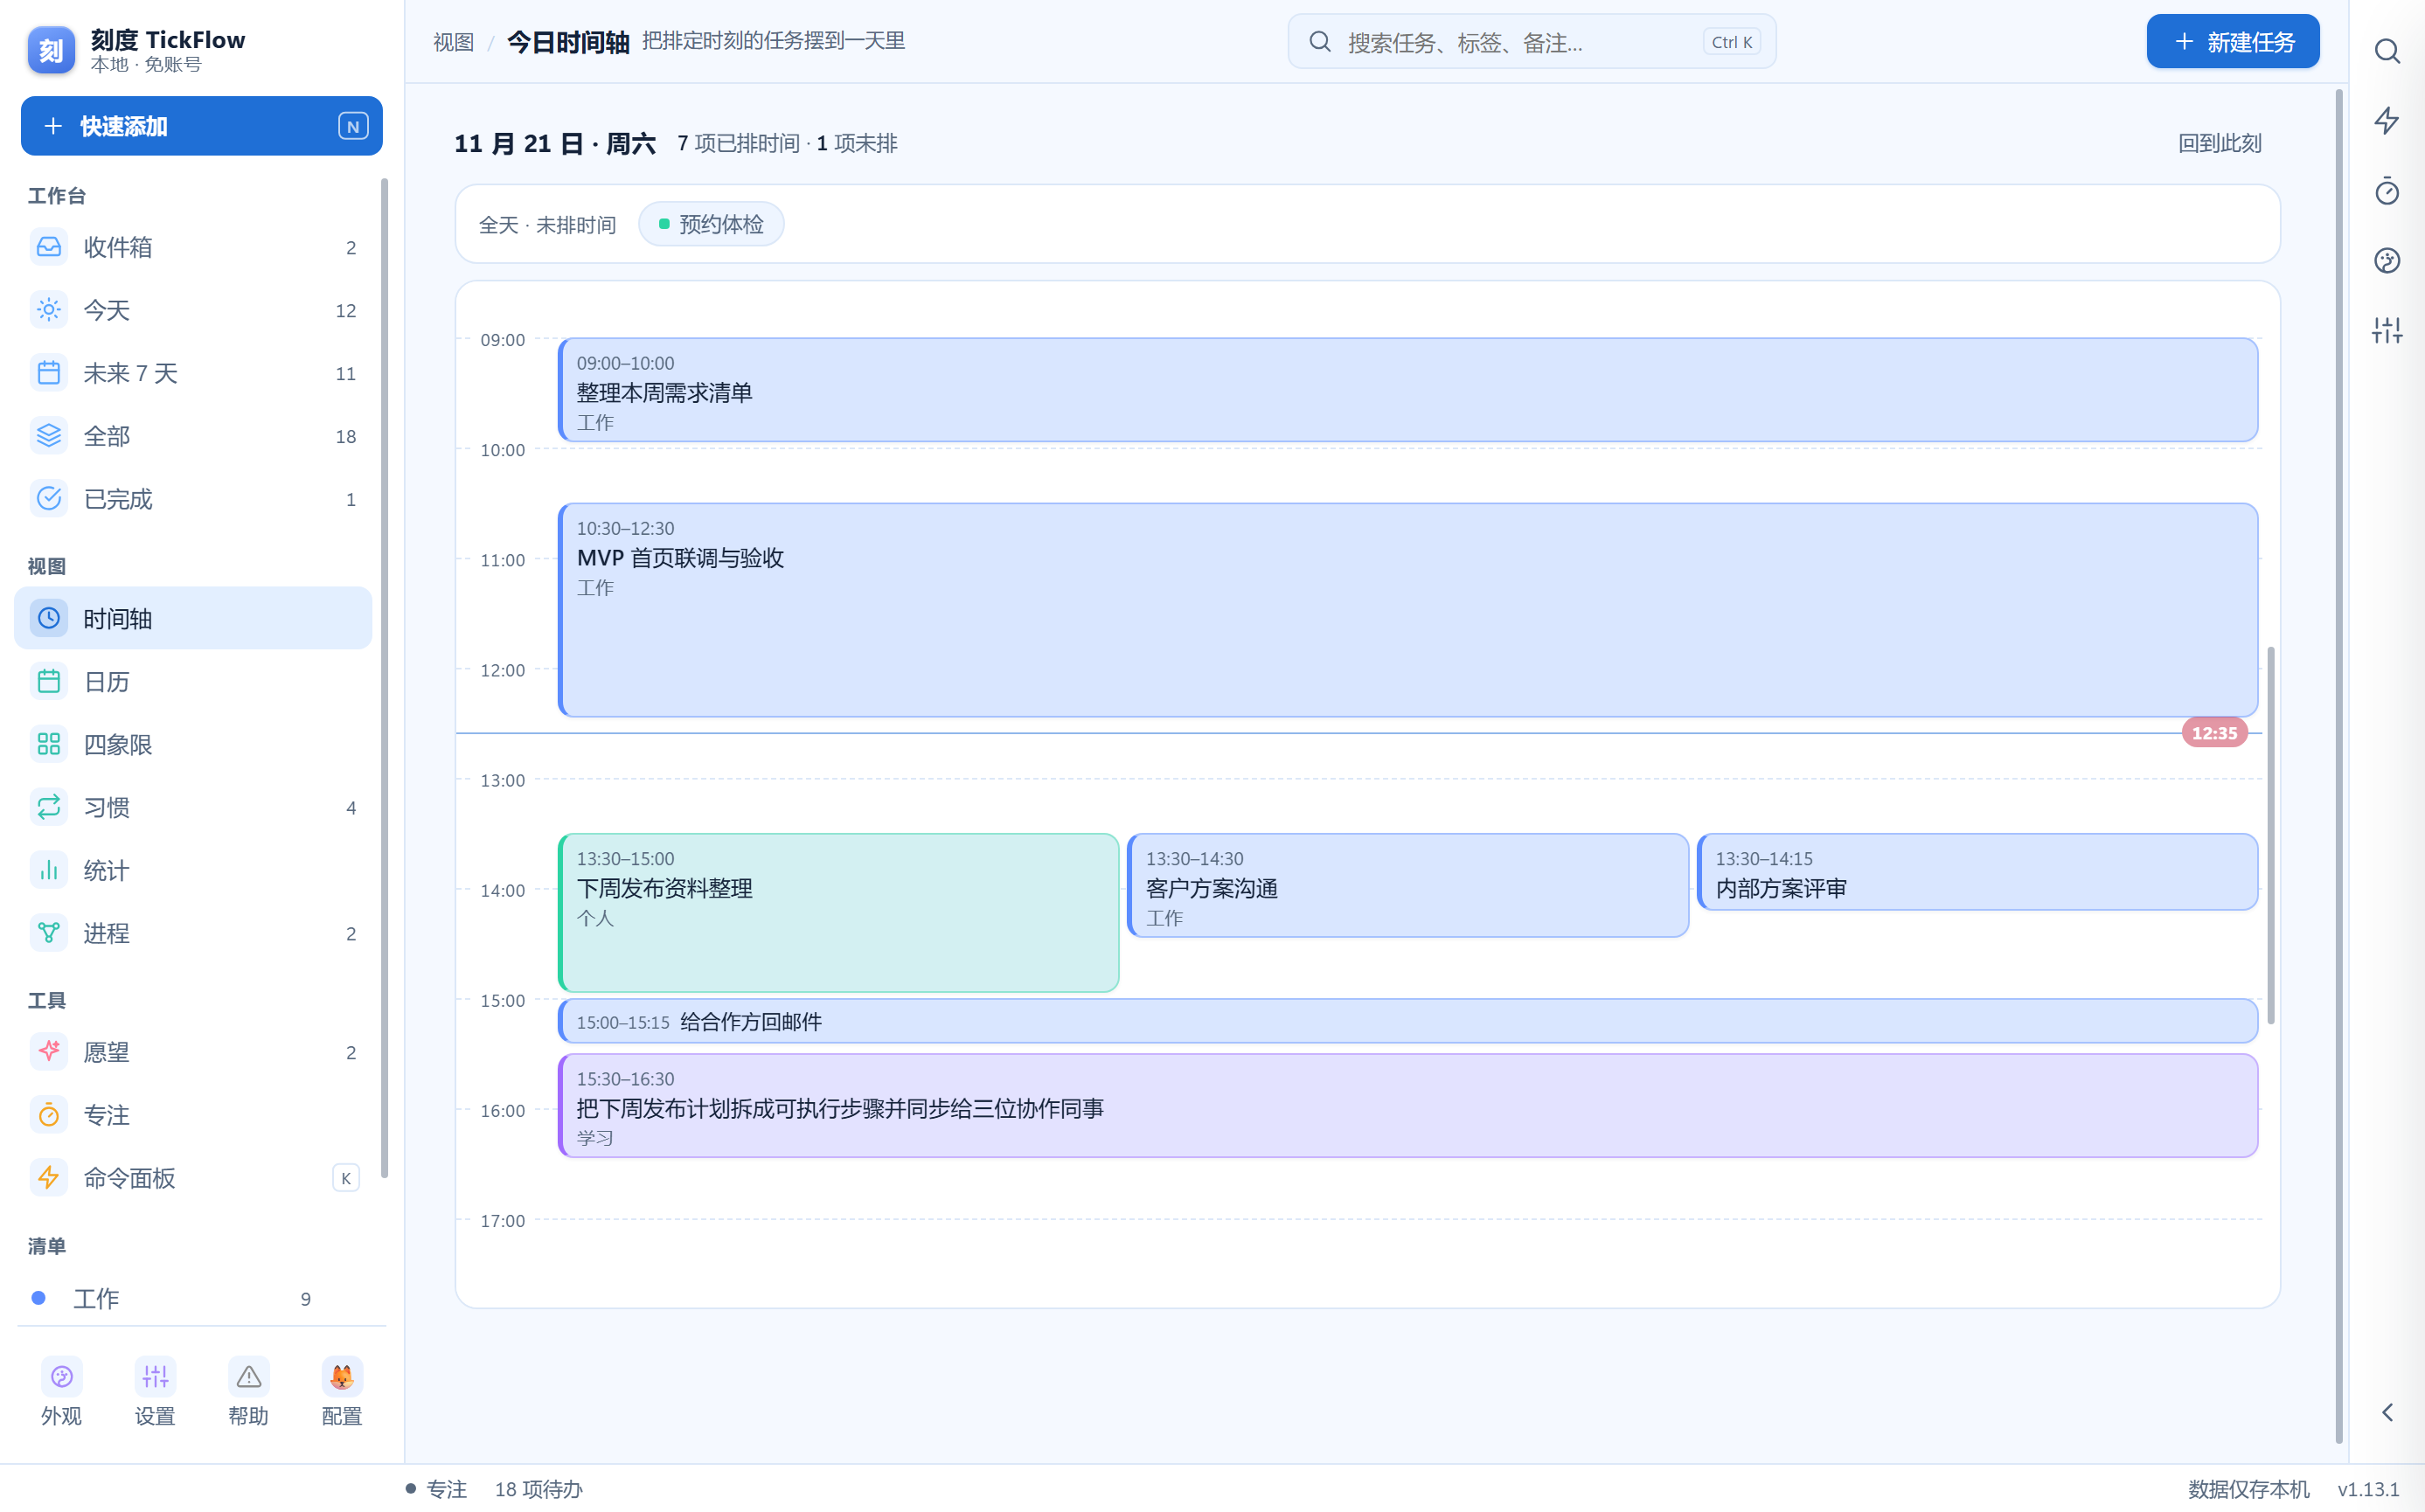 刻
刻度 TickFlow
本地 · 免账号
快速添加 N
工作台
收件箱 2
今天 12
未来 7 天 11
全部 18
已完成 1
视图
时间轴
日历
四象限
习惯 4
统计
进程 2
工具
愿望 2
专注
命令面板 K
清单
工作 9
外观 设置 帮助 配置
视图 / 今日时间轴 把排定时刻的任务摆到一天里
搜索任务、标签、备注... Ctrl K
新建任务
11 月 21 日 · 周六 7 项已排时间 · 1 项未排
回到此刻
全天 · 未排时间 预约体检
09:00
09:00–10:00
整理本周需求清单
工作
10:00
10:30–12:30
MVP 首页联调与验收
工作
11:00
12:00
12:35
13:00
13:30–15:00
下周发布资料整理
个人
13:30–14:30
客户方案沟通
工作
13:30–14:15
内部方案评审
14:00
15:00
15:00–15:15 给合作方回邮件
15:30–16:30
把下周发布计划拆成可执行步骤并同步给三位协作同事
学习
16:00
17:00
专注 18 项待办
数据仅存本机 v1.13.1